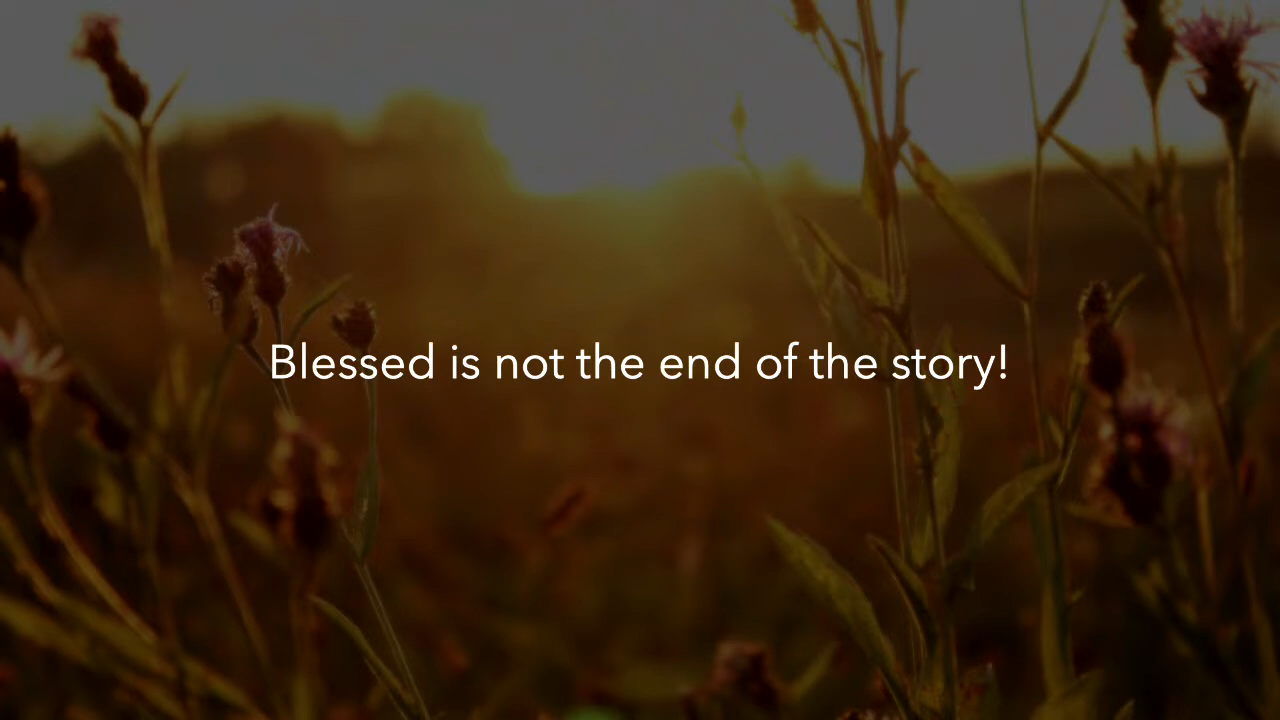 Blessed is not the end of the story!